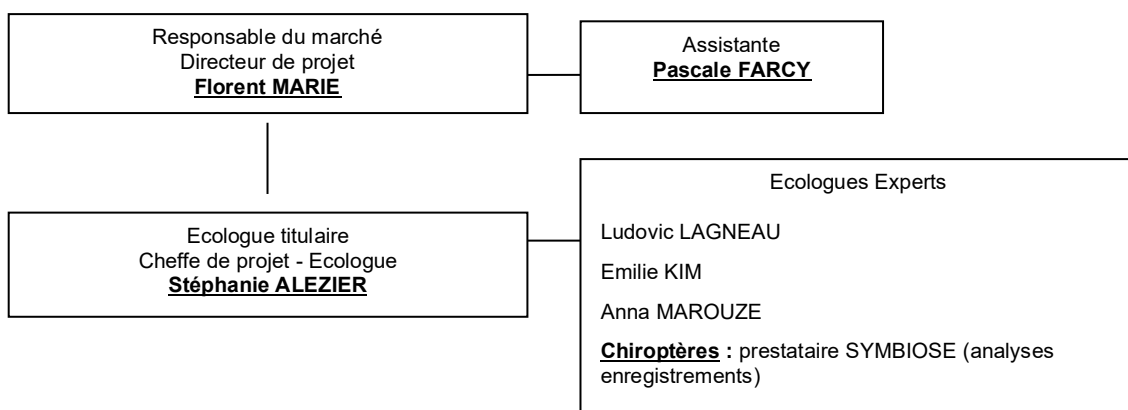 Responsable du marché
Directeur de projet
Florent MARIE
Assistante
Pascale FARCY
Ecologue titulaire
Cheffe de projet - Ecologue
Stéphanie ALEZIER
Ecologues Experts
Ludovic LAGNEAU
Emilie KIM
Anna MAROUZE
Chiroptères : prestataire SYMBIOSE (analyses
enregistrements)